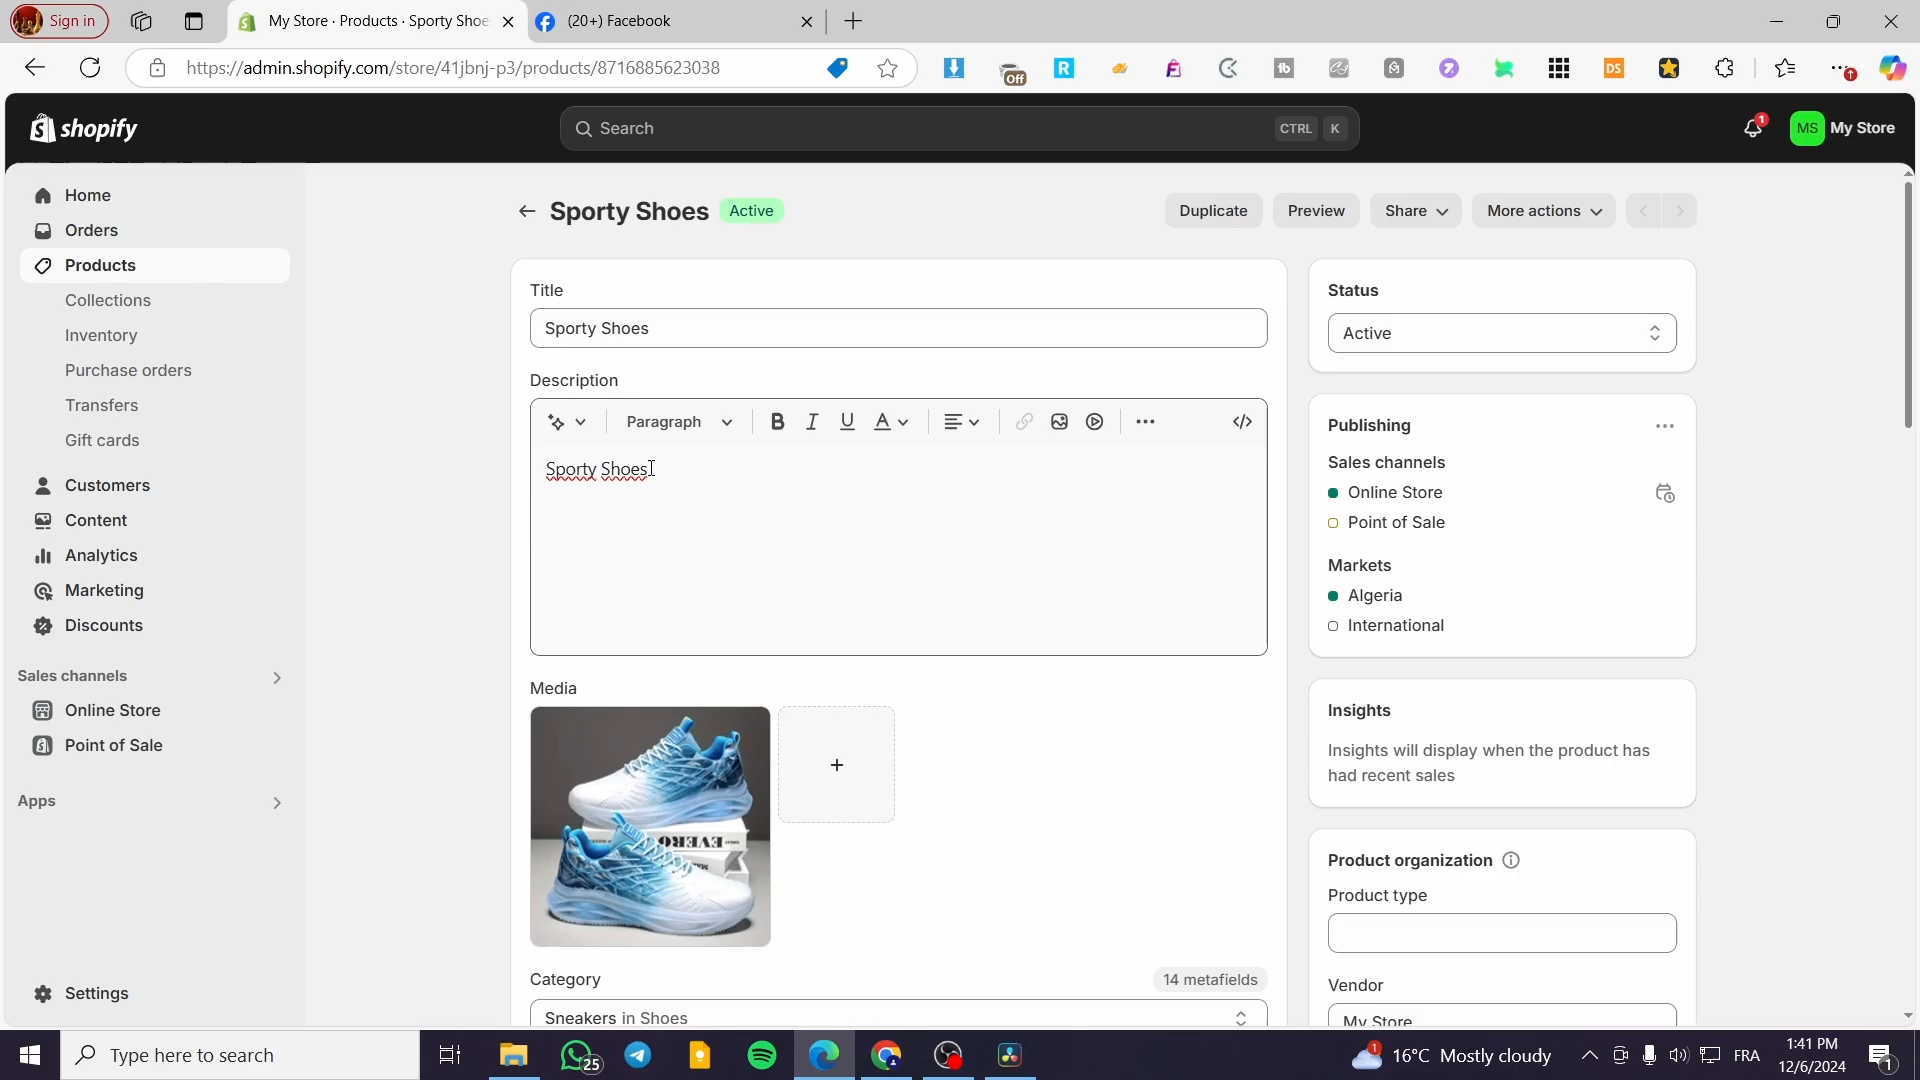 Sign in
My Store · Products · Sporty Shoe
(20+) Facebook
https://admin.shopify.com/store/41jbnj-p3/products/8716885623038
Off
shopify
Search
CTRL K
1
MS My Store
Home
Orders
Products
Collections
Inventory
Purchase orders
Transfers
Gift cards
Customers
Content
Analytics
Marketing
Discounts
Sales channels
Online Store
Point of Sale
Apps
Settings
Sporty Shoes Active
Duplicate
Preview
Share
More actions
Title
Sporty Shoes
Description
Paragraph
B I U A
Sporty Shoes
Media
EVERO
Category
14 metafields
Sneakers in Shoes
Status
Active
Publishing
Sales channels
Online Store
Point of Sale
Markets
Algeria
International
Insights
Insights will display when the product has
had recent sales
Product organization
Product type
Vendor
My Store
Type here to search
25
1
16°C Mostly cloudy
FRA
1:41 PM
12/6/2024
1